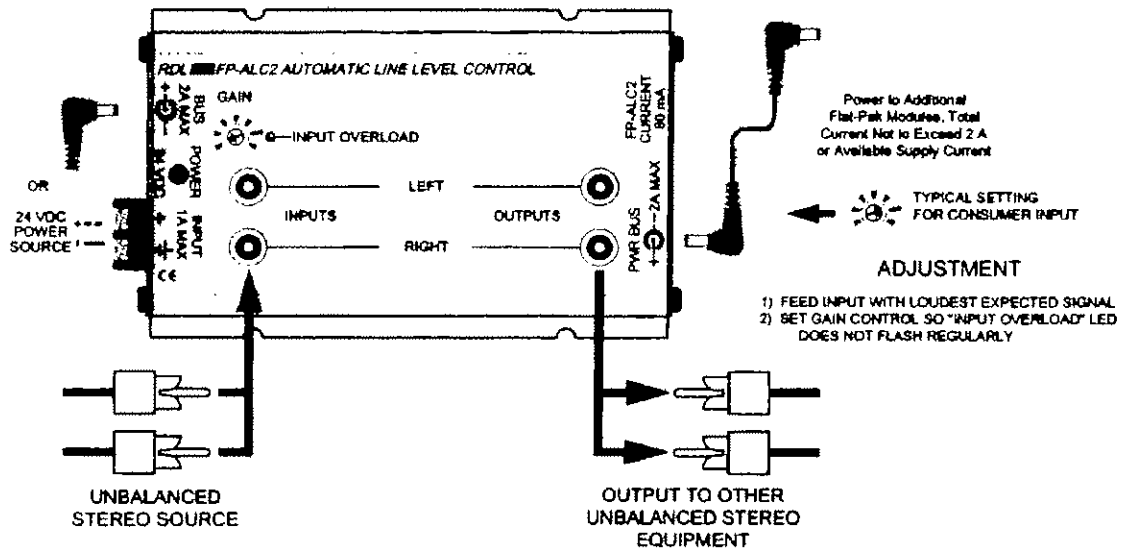 RDL FP-ALC2 AUTOMATIC LINE LEVEL CONTROL
BUS
2A MAX
GAIN
INPUT OVERLOAD
POWER
24 VDC
INPUT
1A MAX
CE
OR
24 VDC
POWER
SOURCE
LEFT
INPUTS
OUTPUTS
RIGHT
FP-ALC2
CURRENT
80 mA
PWR BUS
2A MAX
Power to Additional
Flat-Pak Modules, Total
Current Not to Exceed 2 A
or Available Supply Current
TYPICAL SETTING
FOR CONSUMER INPUT
ADJUSTMENT
1) FEED INPUT WITH LOUDEST EXPECTED SIGNAL
2) SET GAIN CONTROL SO "INPUT OVERLOAD" LED
DOES NOT FLASH REGULARLY
UNBALANCED
STEREO SOURCE
OUTPUT TO OTHER
UNBALANCED STEREO
EQUIPMENT